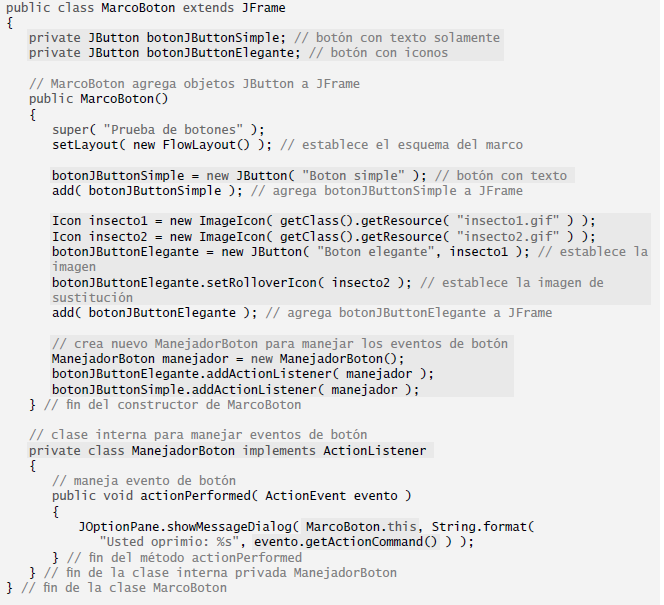 public class MarcoBoton extends JFrame
{
private JButton botonJButtonSimple; // botón con texto solamente
private JButton botonJButtonElegante; // botón con iconos
// MarcoBoton agrega objetos JButton a JFrame
public MarcoBoton()
{
super( "Prueba de botones" );
setLayout( new FlowLayout() ); // establece el esquema del marco
botonJButtonSimple = new JButton( "Boton simple" ); // botón con texto
add( botonJButtonSimple ); // agrega botonJButtonSimple a JFrame
Icon insecto1 = new ImageIcon( getClass().getResource( "insecto1.gif" ) );
Icon insecto2 = new ImageIcon( getClass().getResource( "insecto2.gif" ) );
botonJButtonElegante = new JButton( "Boton elegante", insecto1 ); // establece la
imagen
botonJButtonElegante.setRolloverIcon( insecto2 ); // establece la imagen de
sustitución
add( botonJButtonElegante ); // agrega botonJButtonElegante a JFrame
// crea nuevo ManejadorBoton para manejar los eventos de botón
ManejadorBoton manejador = new ManejadorBoton();
botonJButtonElegante.addActionListener( manejador );
botonJButtonSimple.addActionListener( manejador );
} // fin del constructor de MarcoBoton
// clase interna para manejar eventos de botón
private class ManejadorBoton implements ActionListener
{
// maneja evento de botón
public void actionPerformed( ActionEvent evento )
{
JOptionPane.showMessageDialog( MarcoBoton.this, String.format(
"Usted oprimio: %s", evento.getActionCommand() ) );
} // fin del método actionPerformed
} // fin de la clase interna privada ManejadorBoton
} // fin de la clase MarcoBoton